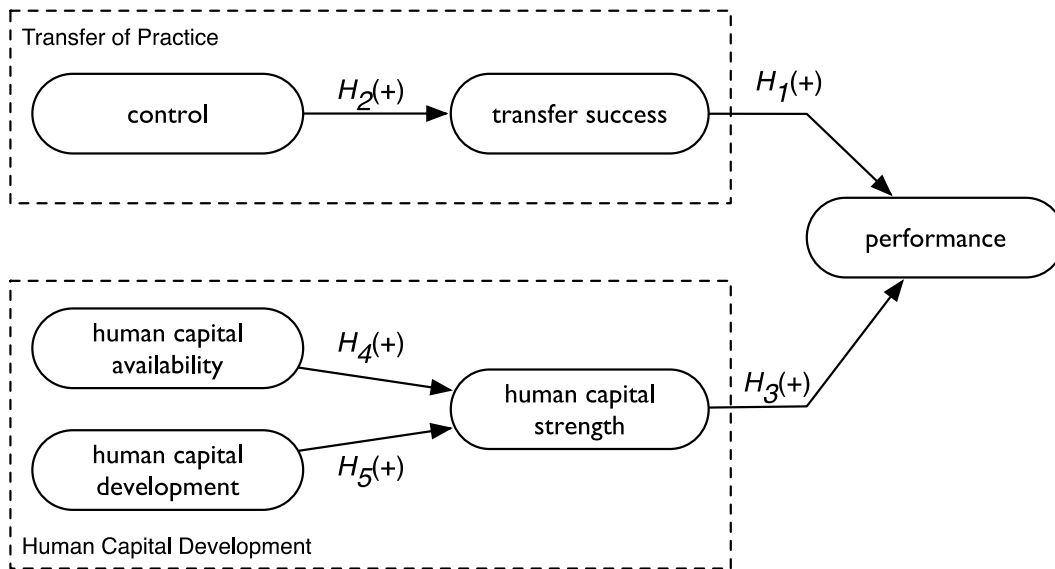 Transfer of Practice
control
H2(+)
transfer success
H1(+)
performance
human capital
availability
H4(+)
human capital
strength
H3(+)
human capital
development
H5(+)
Human Capital Development